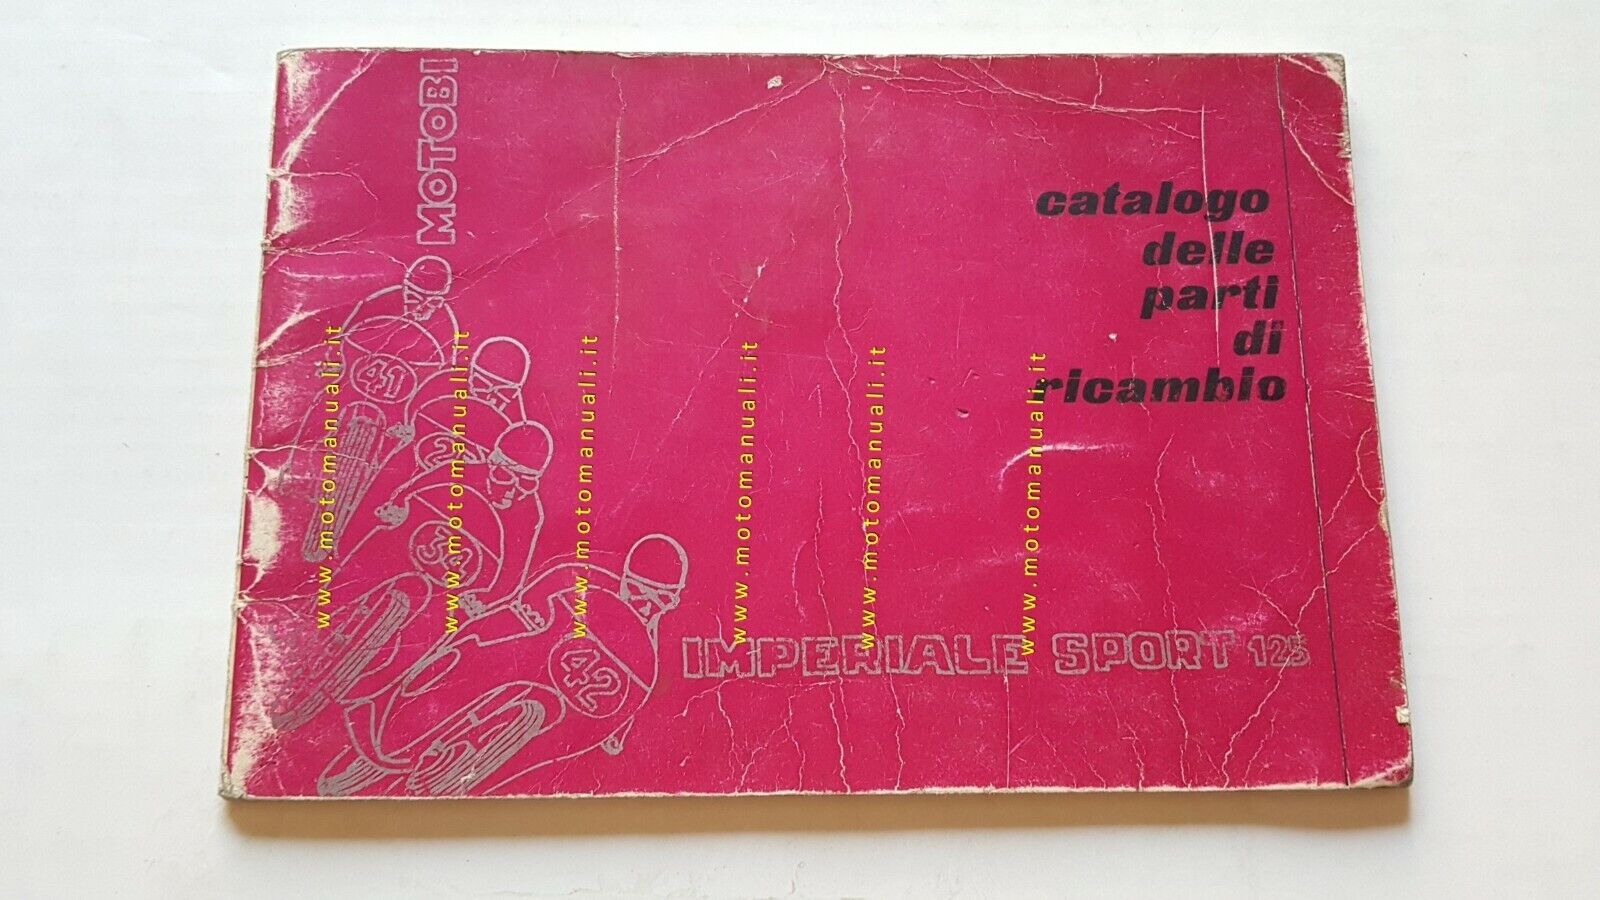 MOTOBI
catalogo
delle
parti
di
ricambio
41
2
33
42
IMPERIALE SPORT 125
www.motomanuali.it
www.motomanuali.it
www.motomanuali.it
www.motomanuali.it
www.motomanuali.it
www.motomanuali.it